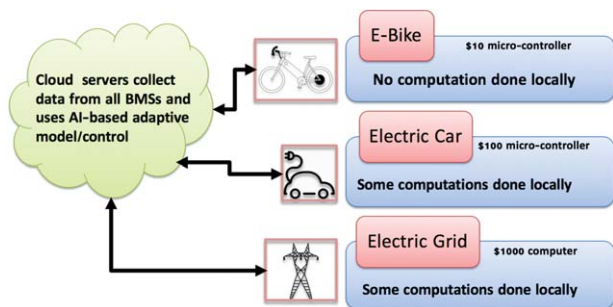 Cloud servers collect
data from all BMSs and
uses AI-based adaptive
model/control
E-Bike
$10 micro-controller
No computation done locally
Electric Car
$100 micro-controller
Some computations done locally
Electric Grid
$1000 computer
Some computations done locally